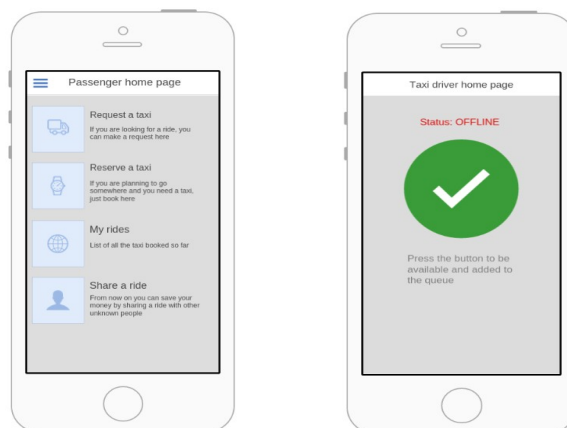 Passenger home page
Request a taxi
If you are looking for a ride, you
can make a request here
Reserve a taxi
If you are planning to go
somewhere and you need a taxi,
just book here
My rides
List of all the taxi booked so far
Share a ride
From now on you can save your
money by sharing a ride with other
unknown people
Taxi driver home page
Status: OFFLINE
Press the button to be
available and added to
the queue